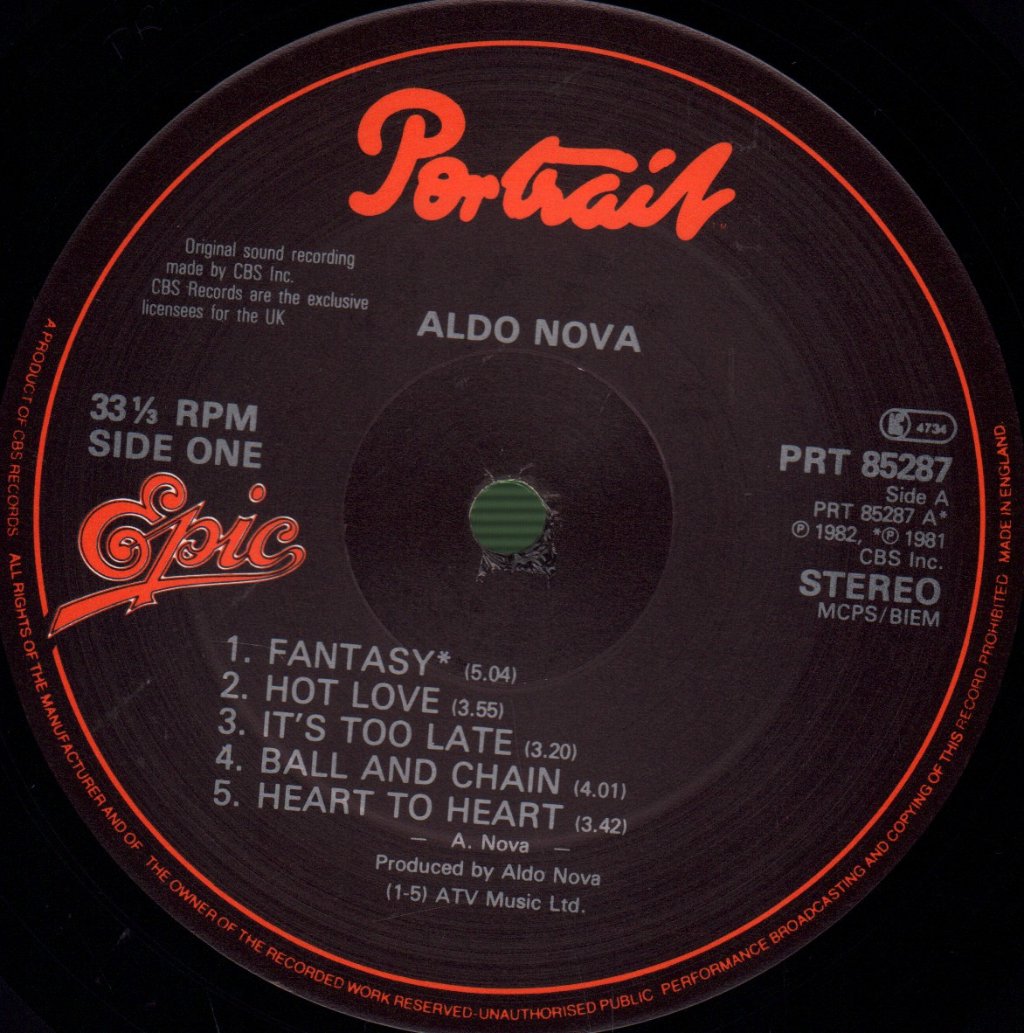 Portrait
Original sound recording
made by CBS Inc.
CBS Records are the exclusive
licensees for the UK
ALDO NOVA
33 1/3 RPM
SIDE ONE
Epic
4734
PRT 85287
Side A
PRT 85287 A*
℗ 1982, *℗ 1981
CBS Inc.
STEREO
MCPS/BIEM
1. FANTASY* (5.04)
2. HOT LOVE (3.55)
3. IT'S TOO LATE (3.20)
4. BALL AND CHAIN (4.01)
5. HEART TO HEART (3.42)
— A. Nova —
Produced by Aldo Nova
(1-5) ATV Music Ltd.
A PRODUCT OF CBS RECORDS ALL RIGHTS OF THE MANUFACTURER AND OF THE OWNER OF THE RECORDED WORK RESERVED-UNAUTHORISED PUBLIC PERFORMANCE BROADCASTING AND COPYING OF THIS RECORD PROHIBITED MADE IN ENGLAND.